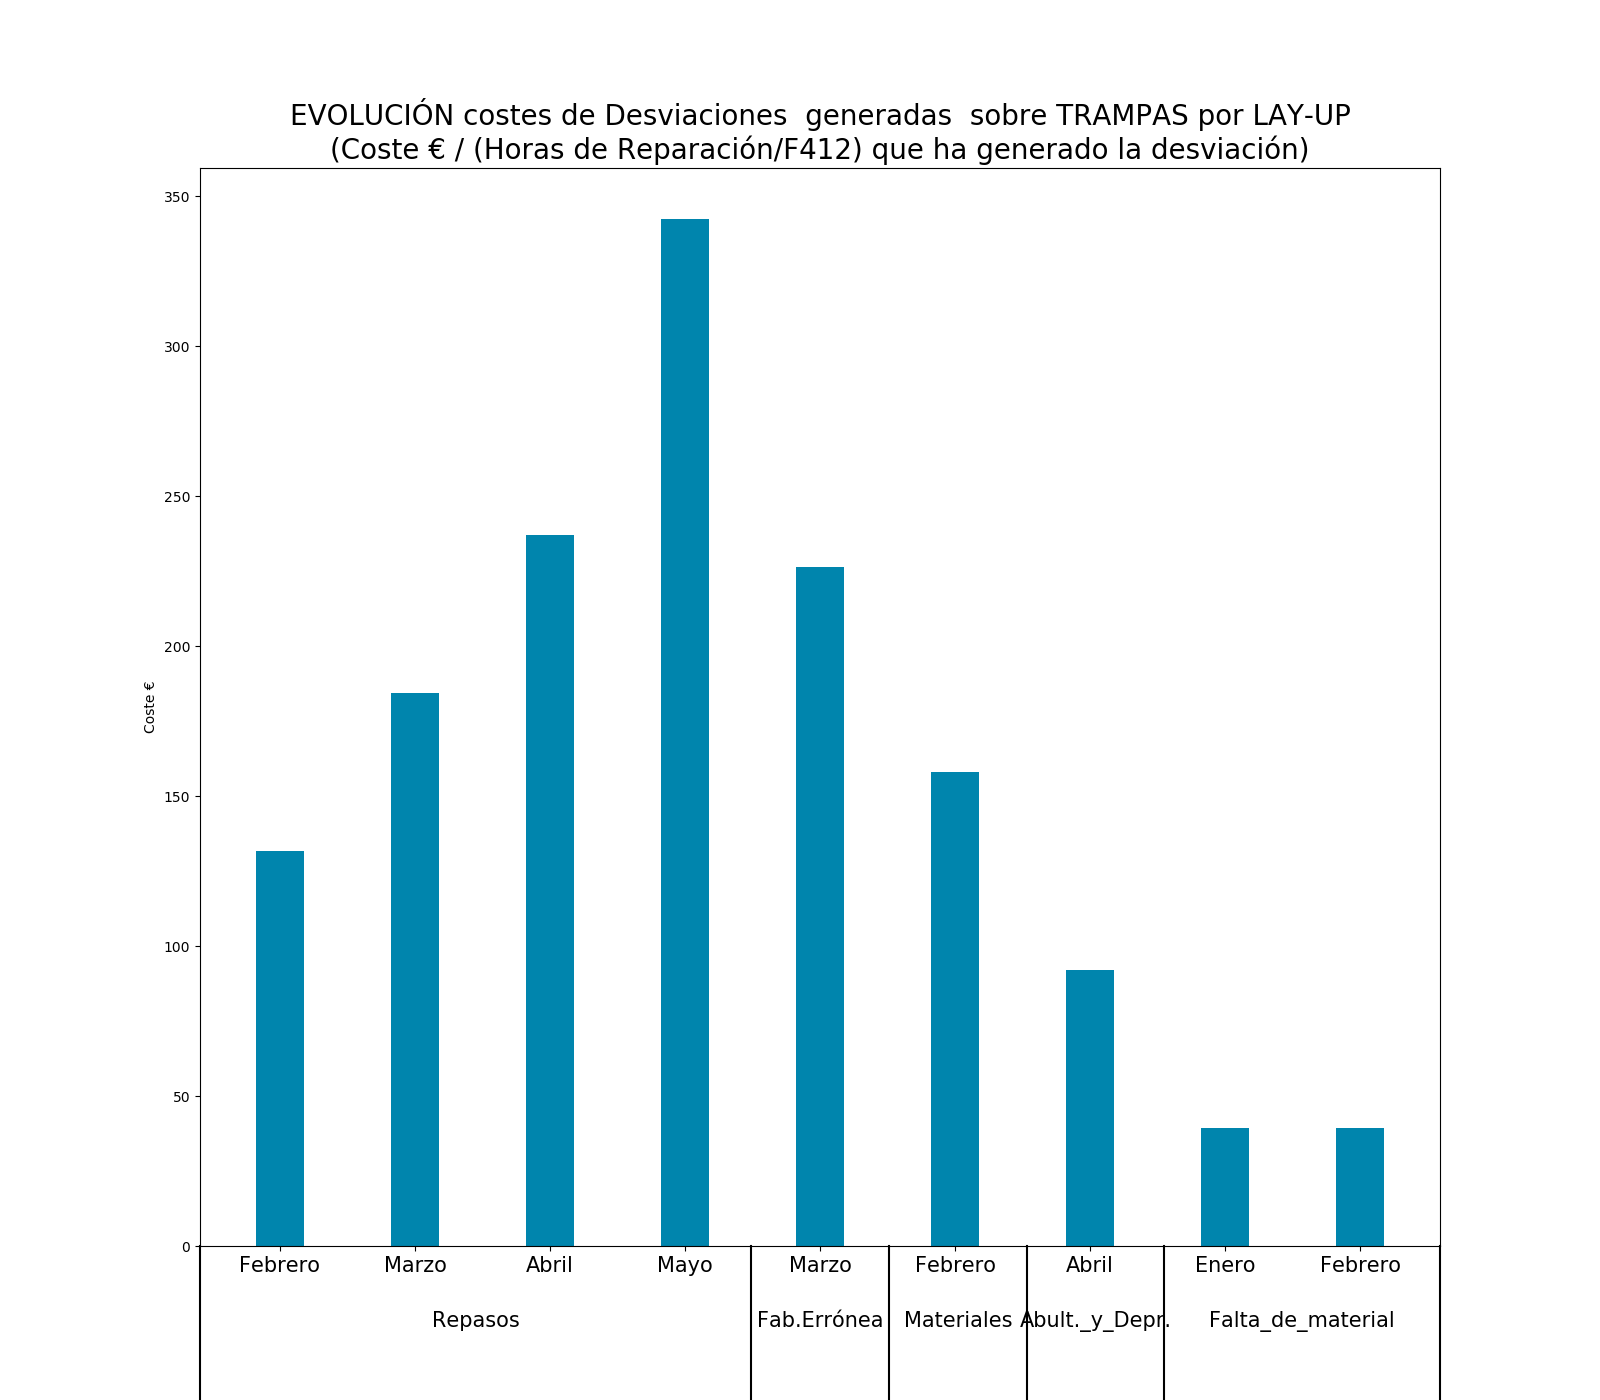 EVOLUCIÓN costes de Desviaciones  generadas  sobre TRAMPAS por LAY-UP
(Coste € / (Horas de Reparación/F412) que ha generado la desviación)
350
300
250
200
150
100
50
0
Coste €
Febrero Marzo Abril Mayo Marzo Febrero Abril Enero Febrero
Repasos Fab.Errónea Materiales Abult._y_Depr. Falta_de_material